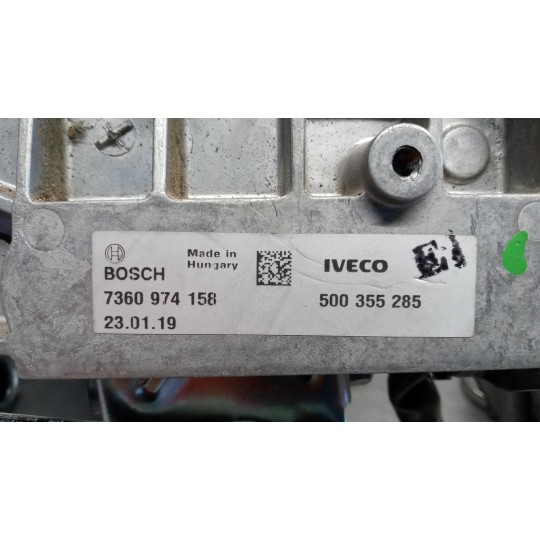 BOSCH
Made in
Hungary
IVECO
7360 974 158
500 355 285
23.01.19